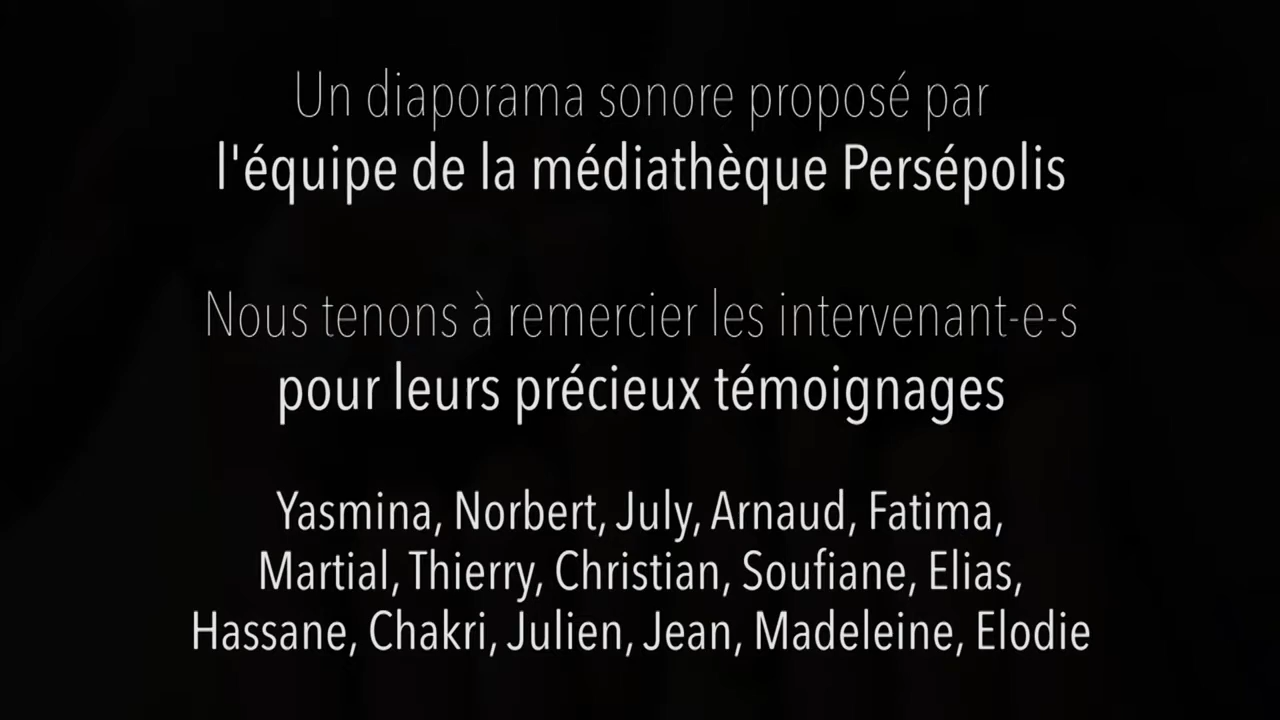 Un diaporama sonore proposé par
l'équipe de la médiathèque Persépolis
Nous tenons à remercier les intervenant-e-s
pour leurs précieux témoignages
Yasmina, Norbert, July, Arnaud, Fatima,
Martial, Thierry, Christian, Soufiane, Elias,
Hassane, Chakri, Julien, Jean, Madeleine, Elodie